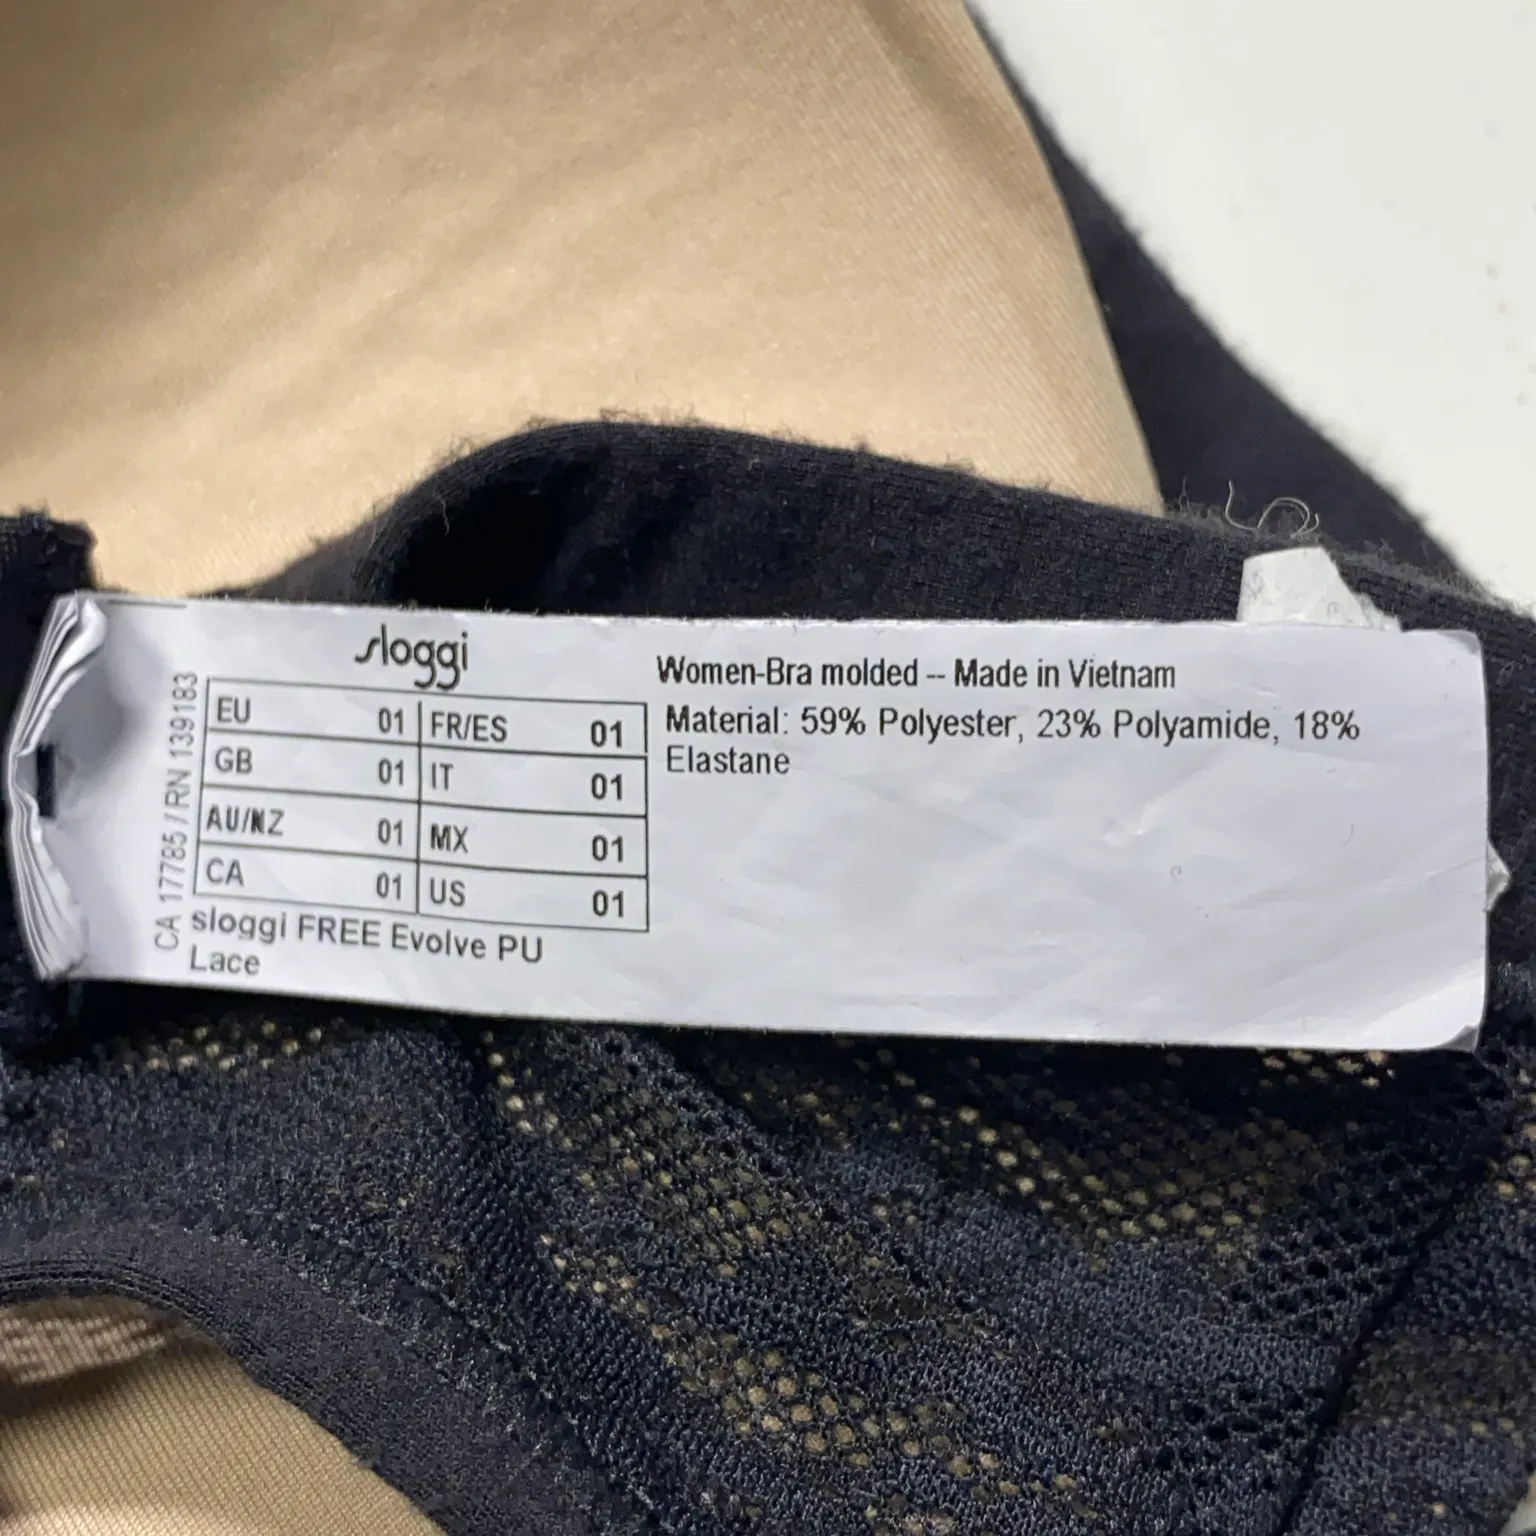 sloggi
EU 01 FR/ES 01
GB 01 IT 01
AU/NZ 01 MX 01
CA 01 US 01
sloggi FREE Evolve PU
Lace
CA 17785 / RN 139183
Women-Bra molded -- Made in Vietnam
Material: 59% Polyester, 23% Polyamide, 18%
Elastane